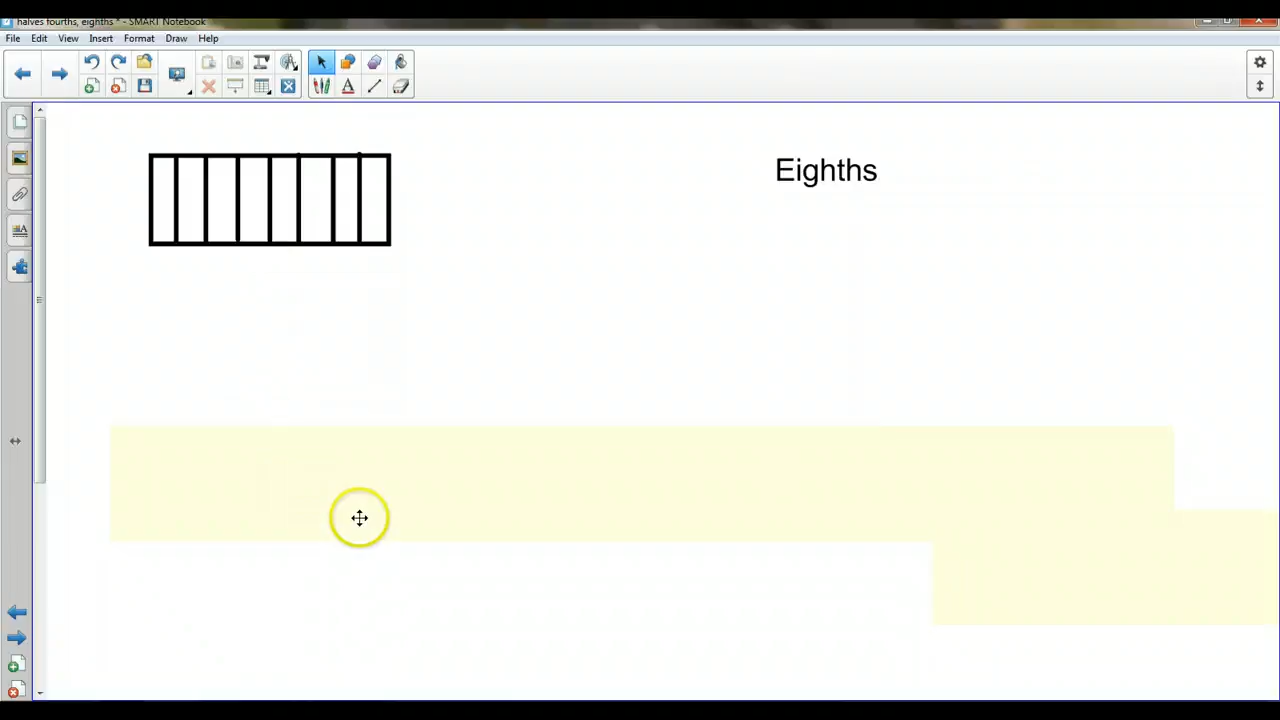 halves fourths, eighths * - SMART Notebook
File Edit View Insert Format Draw Help
A
Eighths